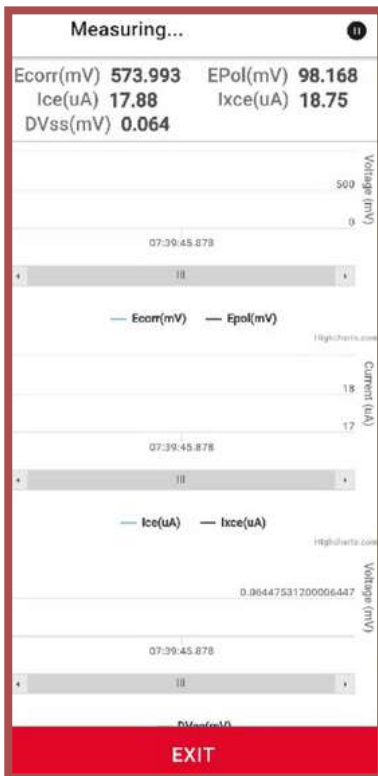 Measuring...
Ecorr(mV) 573.993 EPol(mV) 98.168
Ice(uA) 17.88 Ixce(uA) 18.75
DVss(mV) 0.064
Voltage (mV)
500
0
07:39:45.878
Ecorr(mV) Epol(mV)
Highcharts.com
Current (uA)
18
17
07:39:45.878
Ice(uA) Ixce(uA)
Highcharts.com
Voltage (mV)
0.06447531200006447
07:39:45.878
DVss(mV)
EXIT